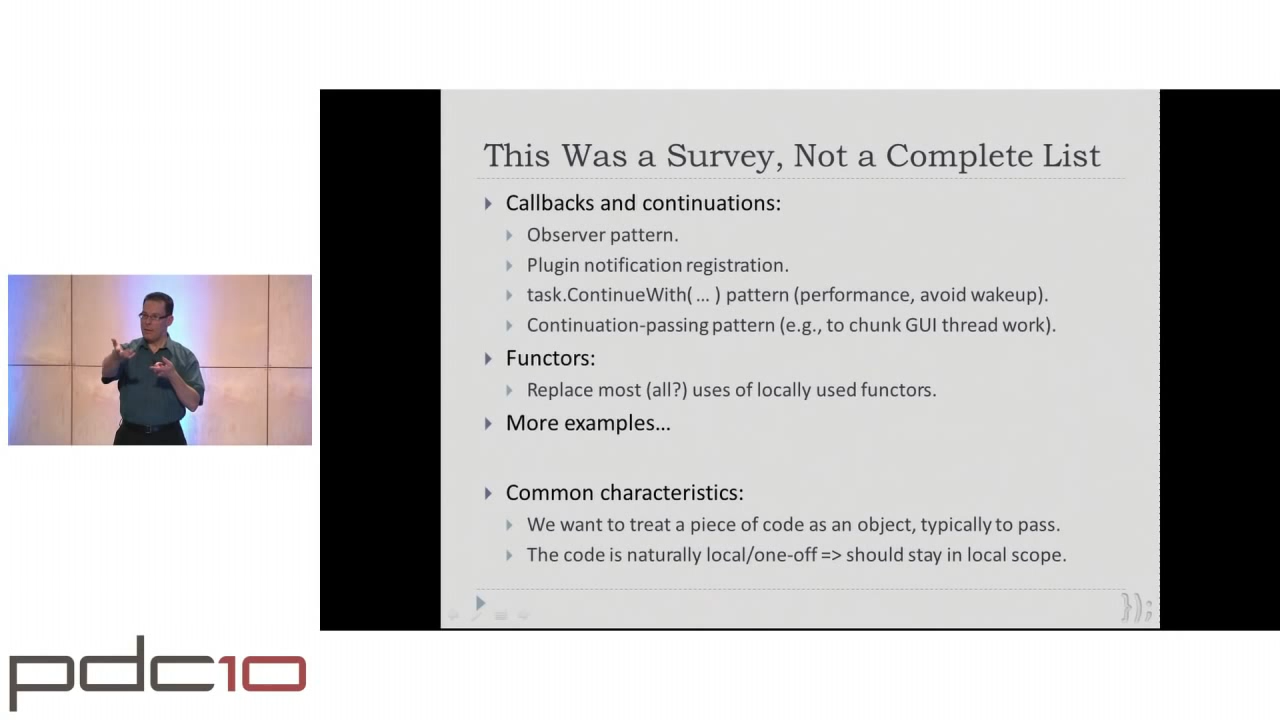 This Was a Survey, Not a Complete List
Callbacks and continuations:
Observer pattern.
Plugin notification registration.
task.ContinueWith( … ) pattern (performance, avoid wakeup).
Continuation-passing pattern (e.g., to chunk GUI thread work).
Functors:
Replace most (all?) uses of locally used functors.
More examples…
Common characteristics:
We want to treat a piece of code as an object, typically to pass.
The code is naturally local/one-off => should stay in local scope.
});
pdc10